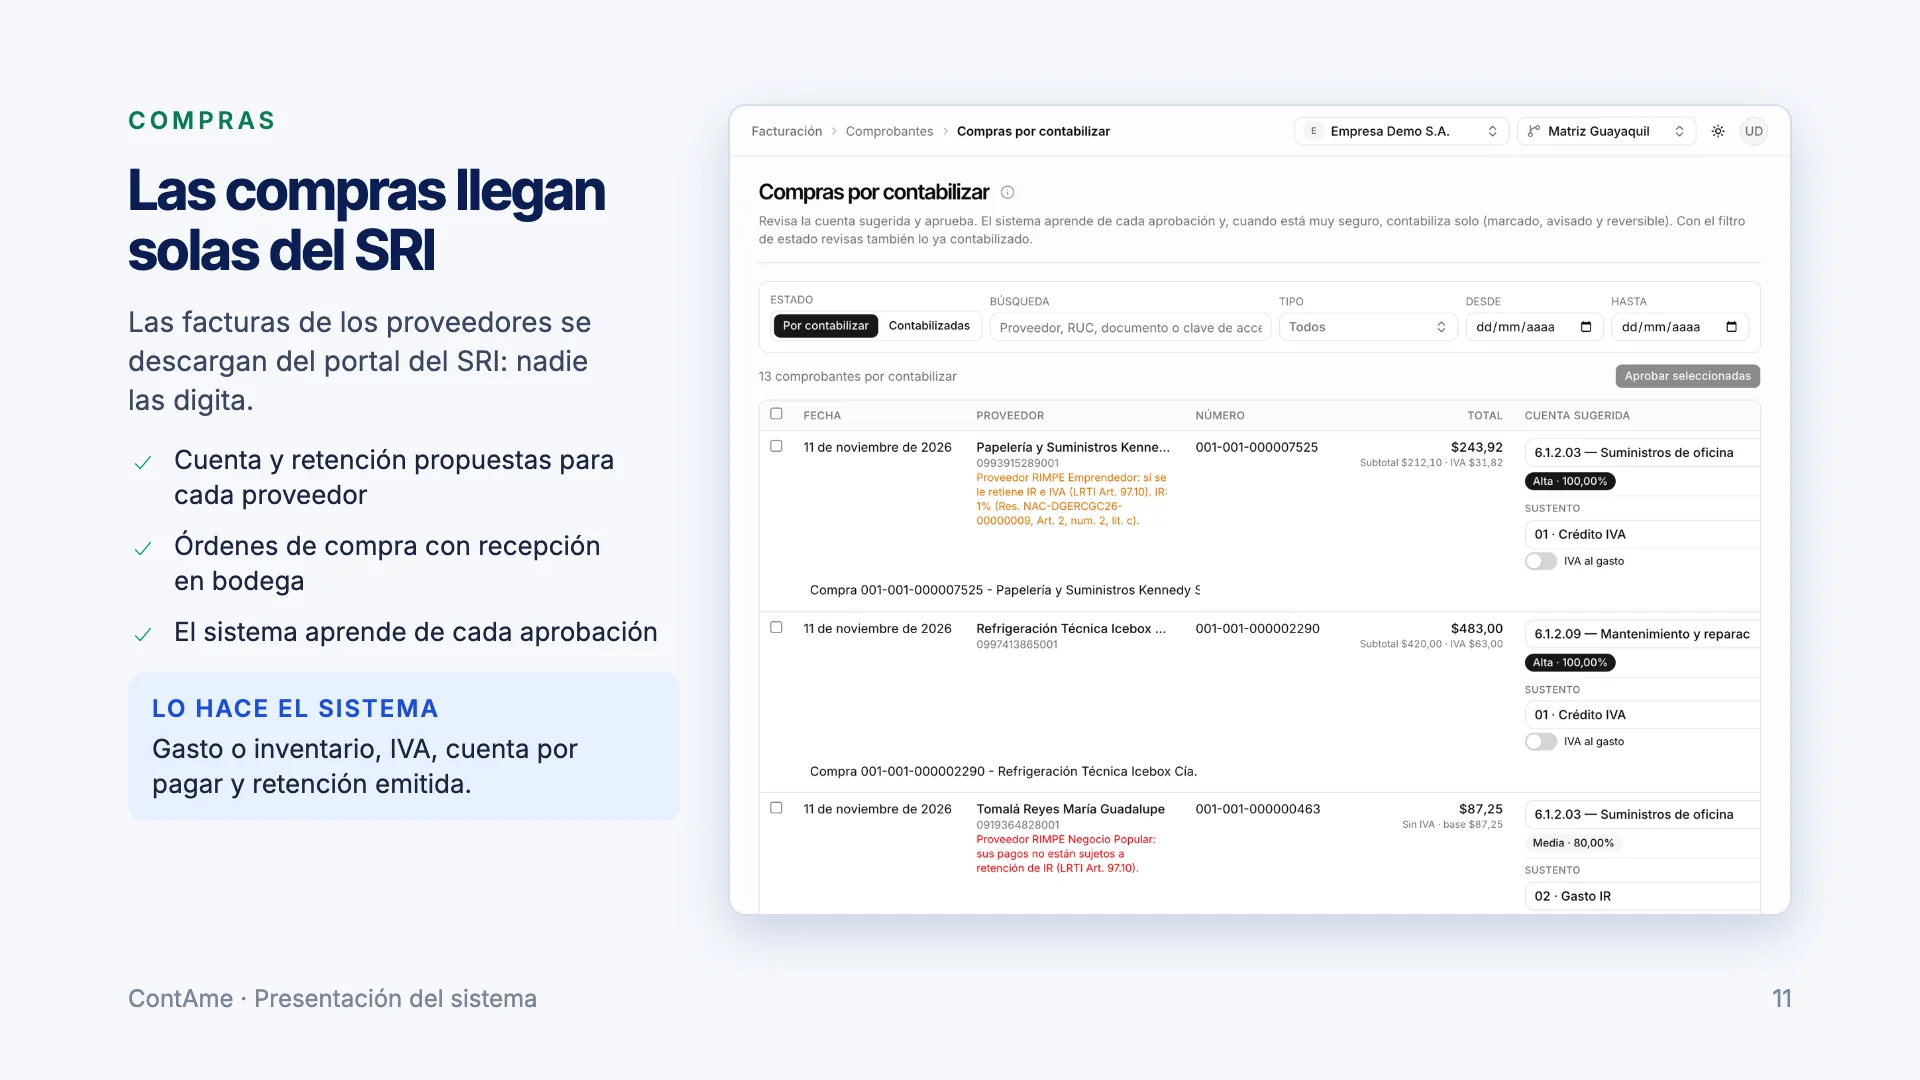 COMPRAS
Las compras llegan
solas del SRI
Las facturas de los proveedores se
descargan del portal del SRI: nadie
las digita.
Cuenta y retención propuestas para
cada proveedor
Órdenes de compra con recepción
en bodega
El sistema aprende de cada aprobación
LO HACE EL SISTEMA
Gasto o inventario, IVA, cuenta por
pagar y retención emitida.
Facturación > Comprobantes > Compras por contabilizar
E Empresa Demo S.A.
Matriz Guayaquil
UD
Compras por contabilizar
Revisa la cuenta sugerida y aprueba. El sistema aprende de cada aprobación y, cuando está muy seguro, contabiliza solo (marcado, avisado y reversible). Con el filtro
de estado revisas también lo ya contabilizado.
ESTADO BÚSQUEDA TIPO DESDE HASTA
Por contabilizar Contabilizadas Proveedor, RUC, documento o clave de acce Todos dd/mm/aaaa dd/mm/aaaa
13 comprobantes por contabilizar
Aprobar seleccionadas
FECHA PROVEEDOR NÚMERO TOTAL CUENTA SUGERIDA
11 de noviembre de 2026 Papelería y Suministros Kenne... 001-001-000007525 $243,92 6.1.2.03 — Suministros de oficina
0993915289001 Subtotal $212,10 · IVA $31,82
Proveedor RIMPE Emprendedor: sí se
le retiene IR e IVA (LRTI Art. 97.10). IR:
1% (Res. NAC-DGERCGC26-
00000009, Art. 2, num. 2, lit. c).
Alta · 100,00%
SUSTENTO
01 · Crédito IVA
IVA al gasto
Compra 001-001-000007525 - Papelería y Suministros Kennedy S
11 de noviembre de 2026 Refrigeración Técnica Icebox ... 001-001-000002290 $483,00 6.1.2.09 — Mantenimiento y reparac
0997413865001 Subtotal $420,00 · IVA $63,00
Alta · 100,00%
SUSTENTO
01 · Crédito IVA
IVA al gasto
Compra 001-001-000002290 - Refrigeración Técnica Icebox Cía.
11 de noviembre de 2026 Tomalá Reyes María Guadalupe 001-001-000000463 $87,25 6.1.2.03 — Suministros de oficina
0919364828001 Sin IVA · base $87,25
Proveedor RIMPE Negocio Popular:
sus pagos no están sujetos a
retención de IR (LRTI Art. 97.10).
Media · 80,00%
SUSTENTO
02 · Gasto IR
ContAme · Presentación del sistema
11